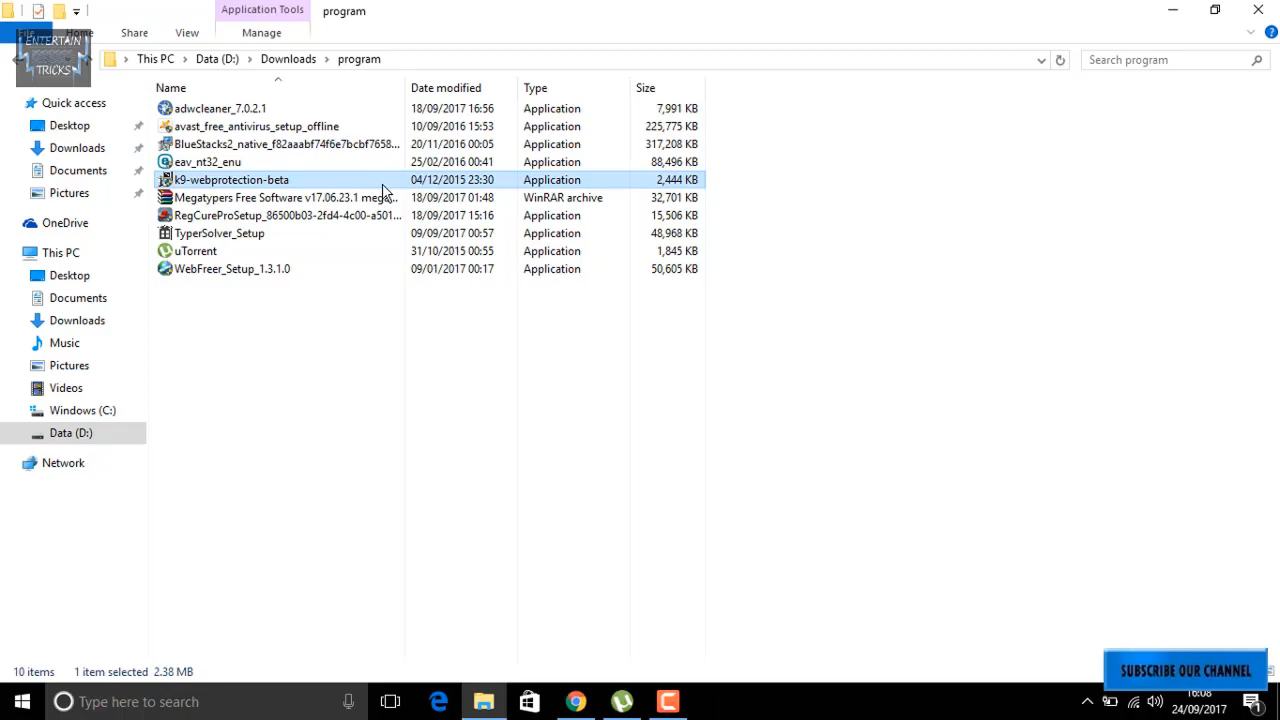 Application Tools program
File Home Share View Manage
ENTERTAIN
TRICKS
This PC Data (D:) Downloads program Search program
Name Date modified Type Size
Quick access
Desktop
Downloads
Documents
Pictures
OneDrive
This PC
Desktop
Documents
Downloads
Music
Pictures
Videos
Windows (C:)
Data (D:)
Network
adwcleaner_7.0.2.1 18/09/2017 16:56 Application 7,991 KB
avast_free_antivirus_setup_offline 10/09/2016 15:53 Application 225,775 KB
BlueStacks2_native_f82aaabf74f6e7bcbf7658... 20/11/2016 00:05 Application 317,208 KB
eav_nt32_enu 25/02/2016 00:41 Application 88,496 KB
k9-webprotection-beta 04/12/2015 23:30 Application 2,444 KB
Megatypers Free Software v17.06.23.1 mega... 18/09/2017 01:48 WinRAR archive 32,701 KB
RegCureProSetup_86500b03-2fd4-4c00-a501... 18/09/2017 15:16 Application 15,506 KB
TyperSolver_Setup 09/09/2017 00:57 Application 48,968 KB
uTorrent 31/10/2015 00:55 Application 1,845 KB
WebFreer_Setup_1.3.1.0 09/01/2017 00:17 Application 50,605 KB
10 items 1 item selected 2.38 MB
SUBSCRIBE OUR CHANNEL
Type here to search
16:08
24/09/2017